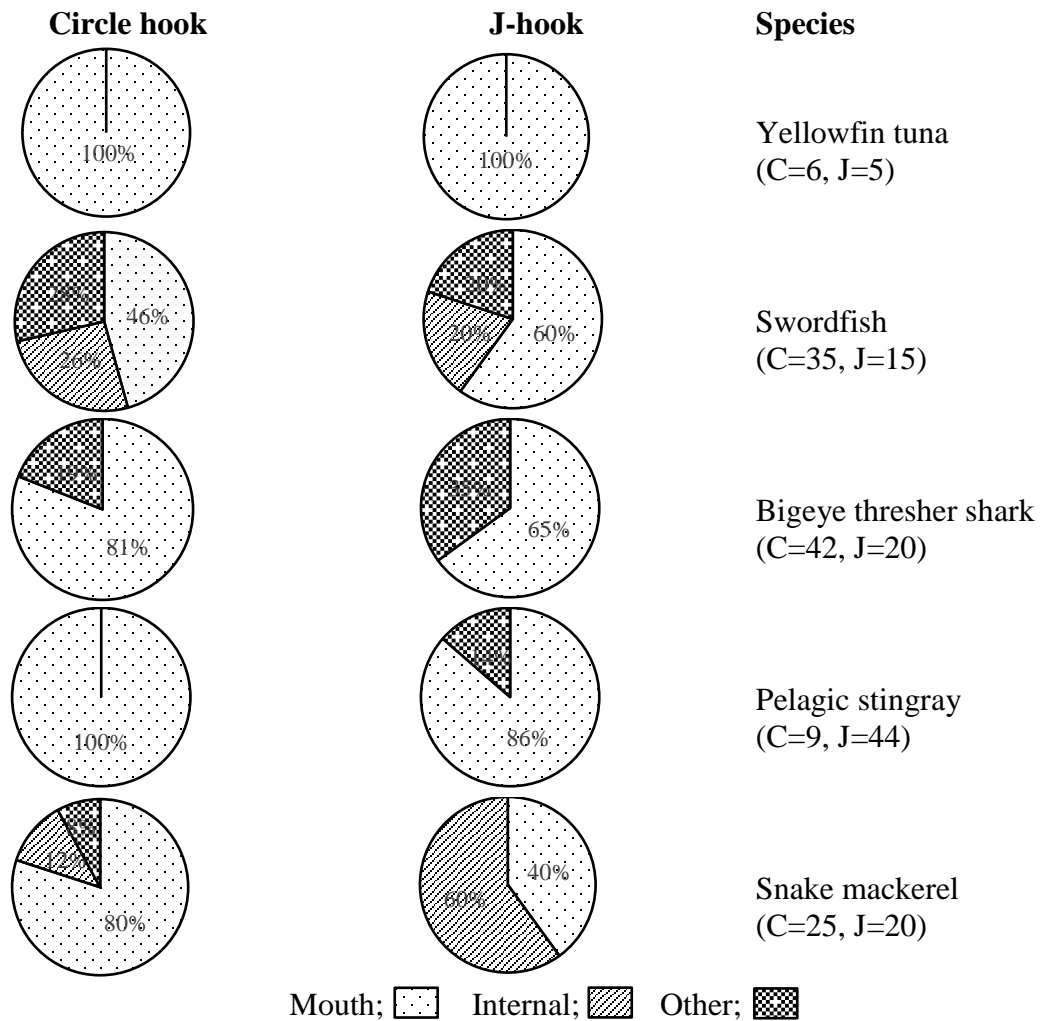 Circle hook J-hook Species
100% 100% Yellowfin tuna
(C=6, J=5)
46% 26% 60% 20% Swordfish
(C=35, J=15)
81% 65% Bigeye thresher shark
(C=42, J=20)
100% 86% Pelagic stingray
(C=9, J=44)
80% 12% 40% 60% Snake mackerel
(C=25, J=20)
Mouth; Internal; Other;